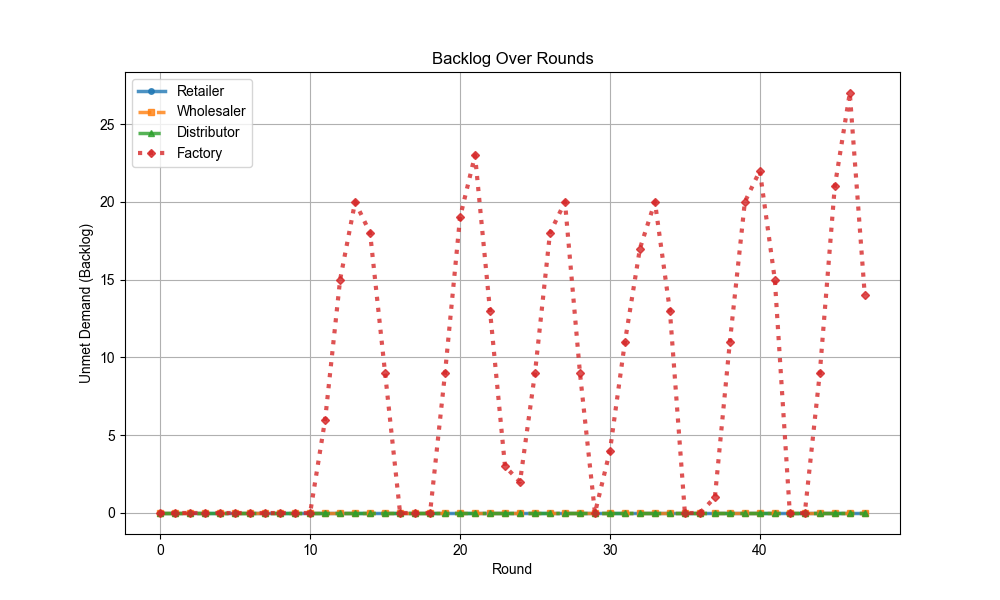 Backlog Over Rounds
Retailer
Wholesaler
Distributor
Factory
Unmet Demand (Backlog)
25
20
15
10
5
0
0 10 20 30 40
Round